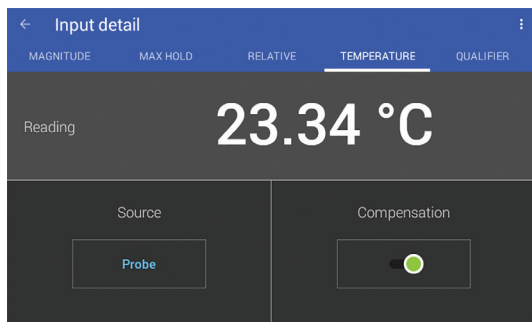 Input detail
MAGNITUDE MAX HOLD RELATIVE TEMPERATURE QUALIFIER
Reading 23.34 °C
Source Compensation
Probe